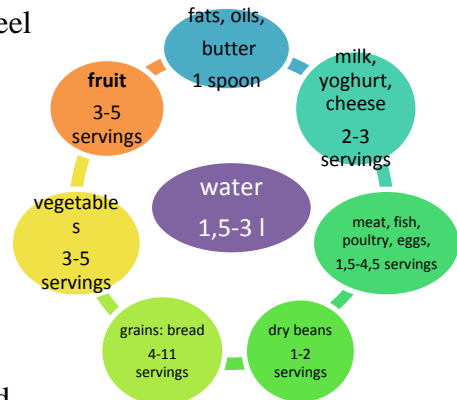 eel
fats, oils,
butter
1 spoon
milk,
yoghurt,
cheese
2-3
servings
meat, fish,
poultry, eggs,
1,5-4,5 servings
dry beans
1-2
servings
grains: bread
4-11
servings
vegetable
s
3-5
servings
fruit
3-5
servings
water
1,5-3 l